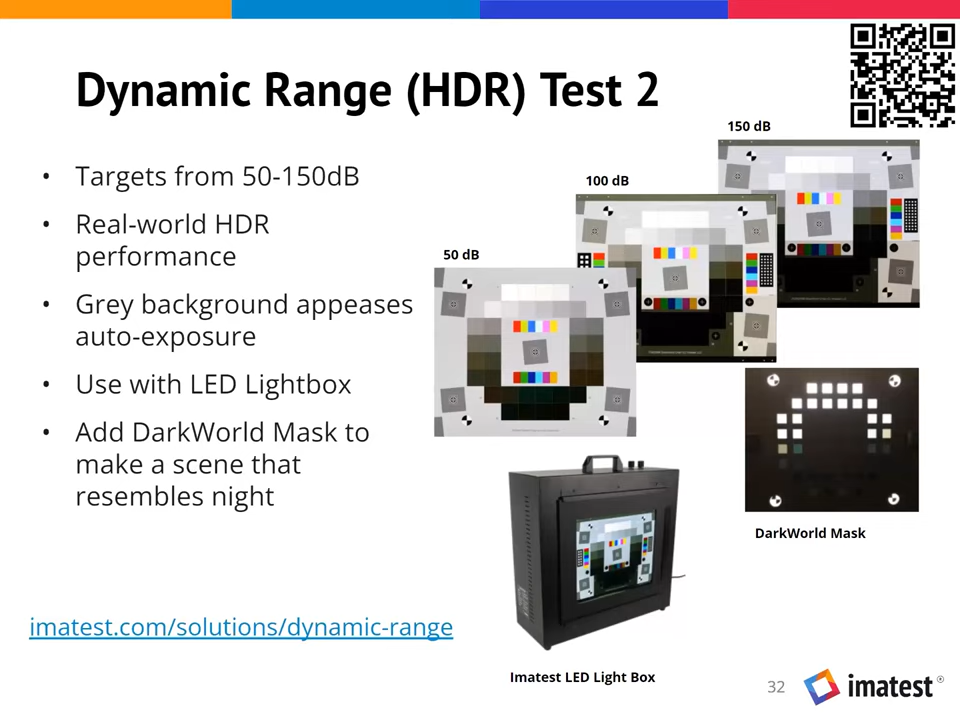 Dynamic Range (HDR) Test 2
• Targets from 50-150dB
• Real-world HDR
performance
• Grey background appeases
auto-exposure
• Use with LED Lightbox
• Add DarkWorld Mask to
make a scene that
resembles night
imatest.com/solutions/dynamic-range
150 dB
100 dB
50 dB
DarkWorld Mask
Imatest LED Light Box
32
imatest®